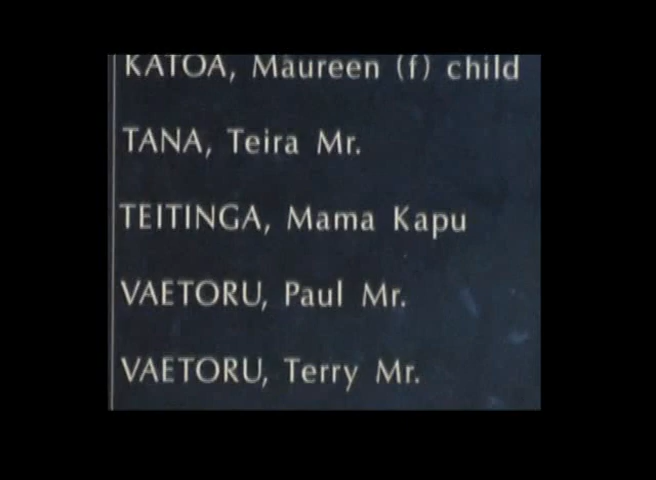 KATOA, Maureen (f) child
TANA, Teira Mr.
TEITINGA, Mama Kapu
VAETORU, Paul Mr.
VAETORU, Terry Mr.